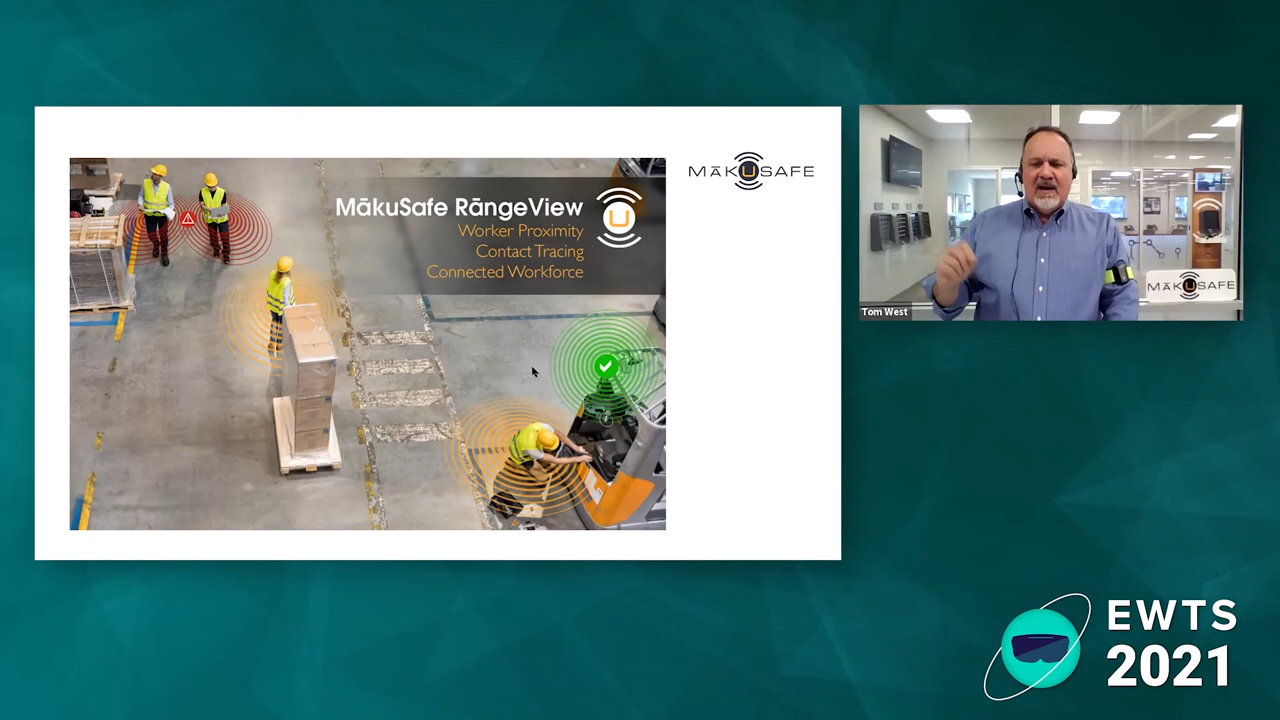 MākuSafe RāngeView
Worker Proximity
Contact Tracing
Connected Workforce
U
MĀKUSAFE
Tom West
MĀKUSAFE
EWTS
2021